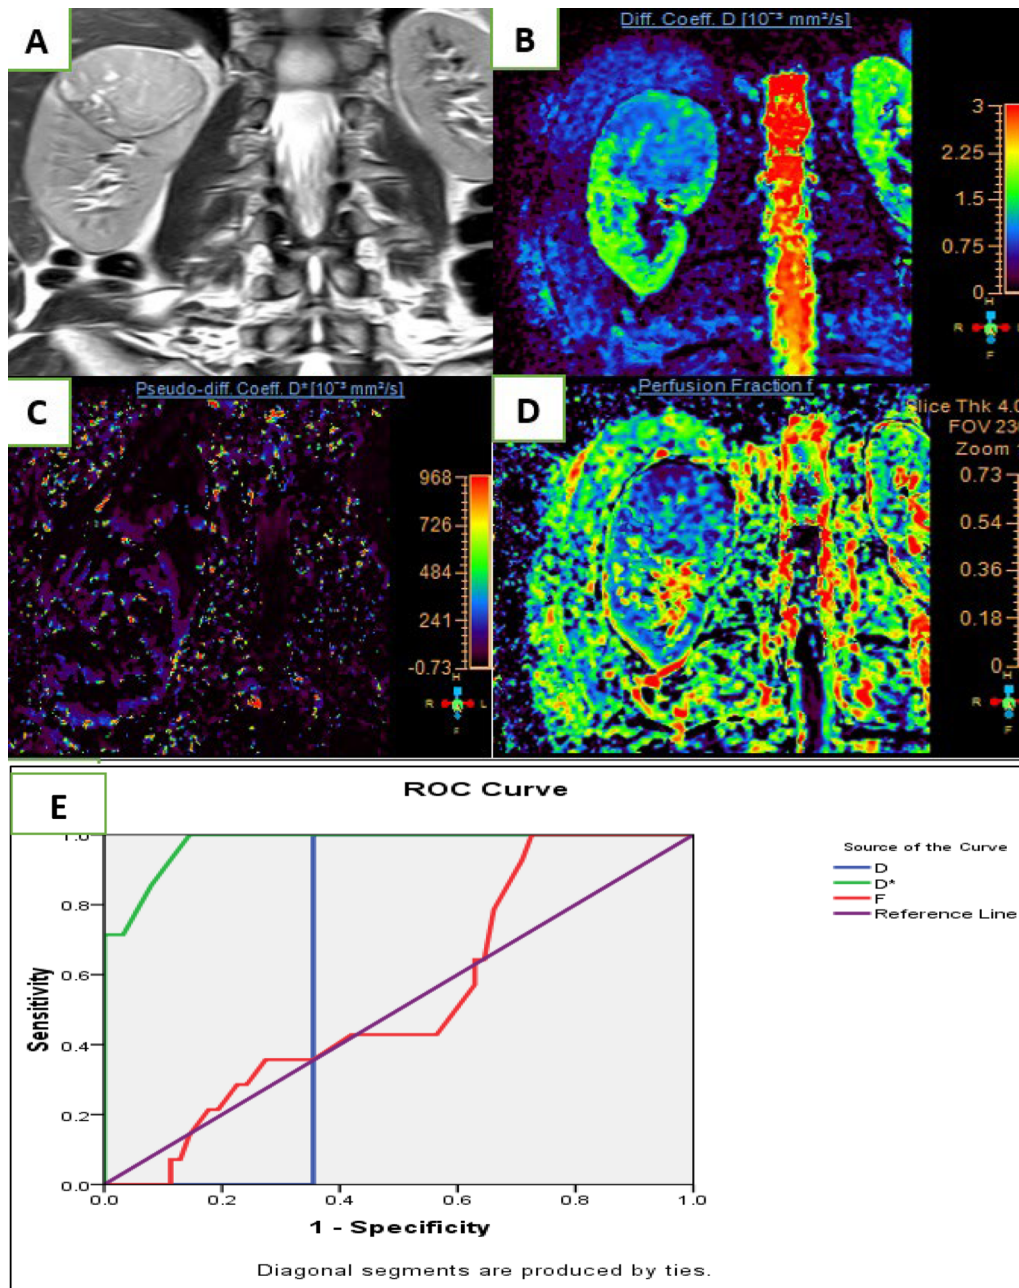 A
B
Diff. Coeff. D [10⁻³ mm²/s]
3
2.25
1.5
0.75
0
H
R
F
C
Pseudo-diff. Coeff. D* [10⁻³ mm²/s]
968
726
484
241
-0.73
H
R L
F
D
Perfusion Fraction f
Slice Thk 4.0
FOV 230
Zoom
0.73
0.54
0.36
0.18
0
H
R
F
E
ROC Curve
Sensitivity
1.0
0.8
0.6
0.4
0.2
0.0
0.0 0.2 0.4 0.6 0.8 1.0
1 - Specificity
Source of the Curve
D
D*
F
Reference Line
Diagonal segments are produced by ties.